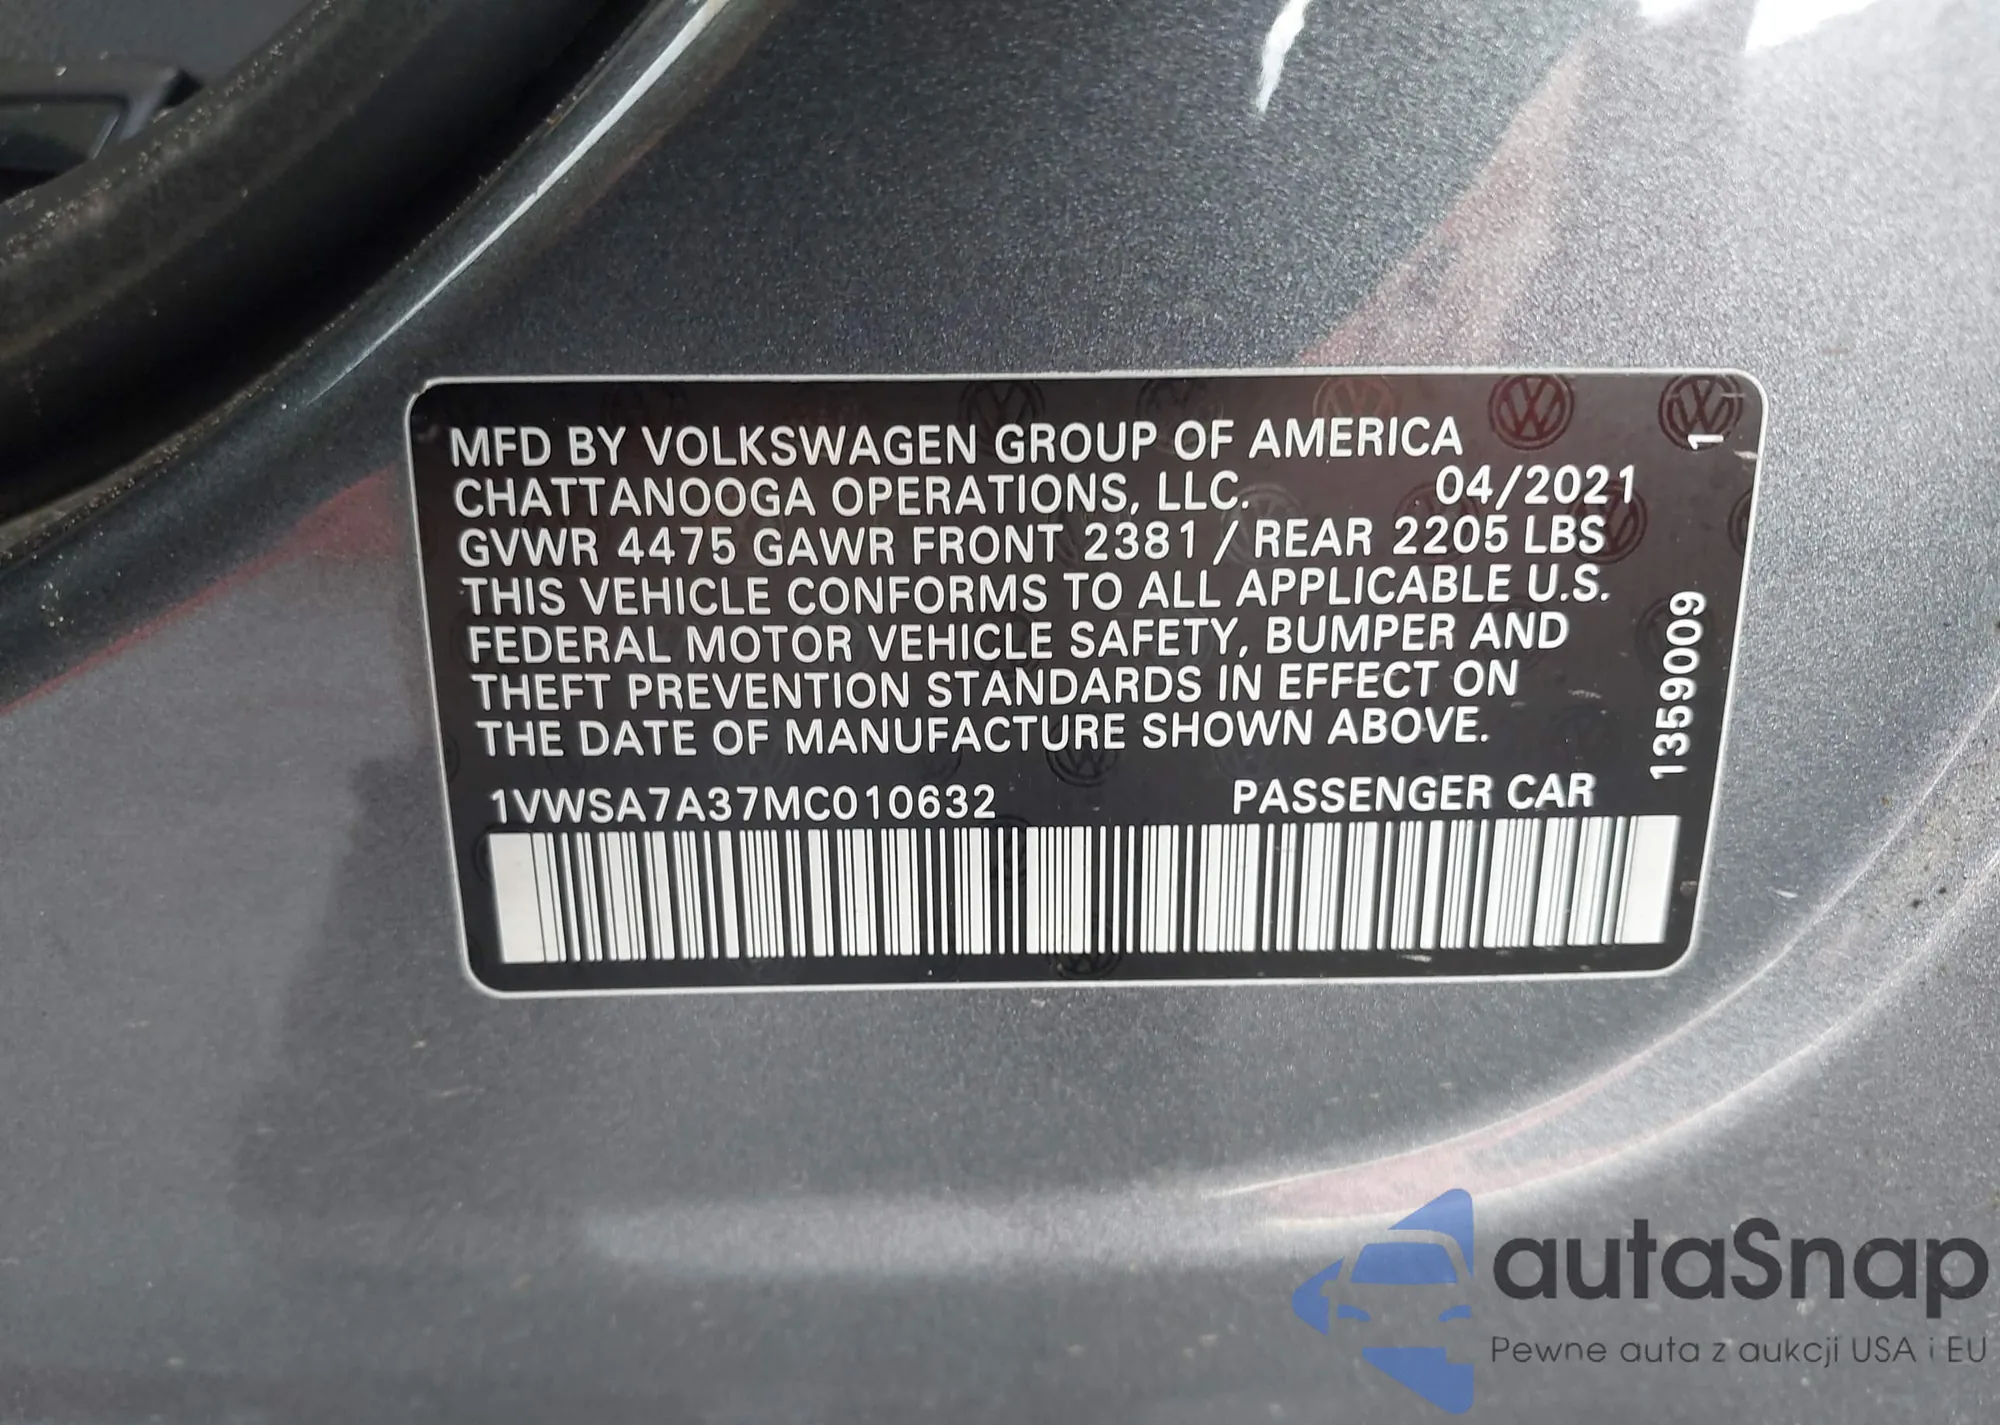 MFD BY VOLKSWAGEN GROUP OF AMERICA
CHATTANOOGA OPERATIONS, LLC. 04/2021
GVWR 4475 GAWR FRONT 2381 / REAR 2205 LBS
THIS VEHICLE CONFORMS TO ALL APPLICABLE U.S.
FEDERAL MOTOR VEHICLE SAFETY, BUMPER AND
THEFT PREVENTION STANDARDS IN EFFECT ON
THE DATE OF MANUFACTURE SHOWN ABOVE.
1VWSA7A37MC010632 PASSENGER CAR
1359009 1
autaSnap
Pewne auta z aukcji USA i EU